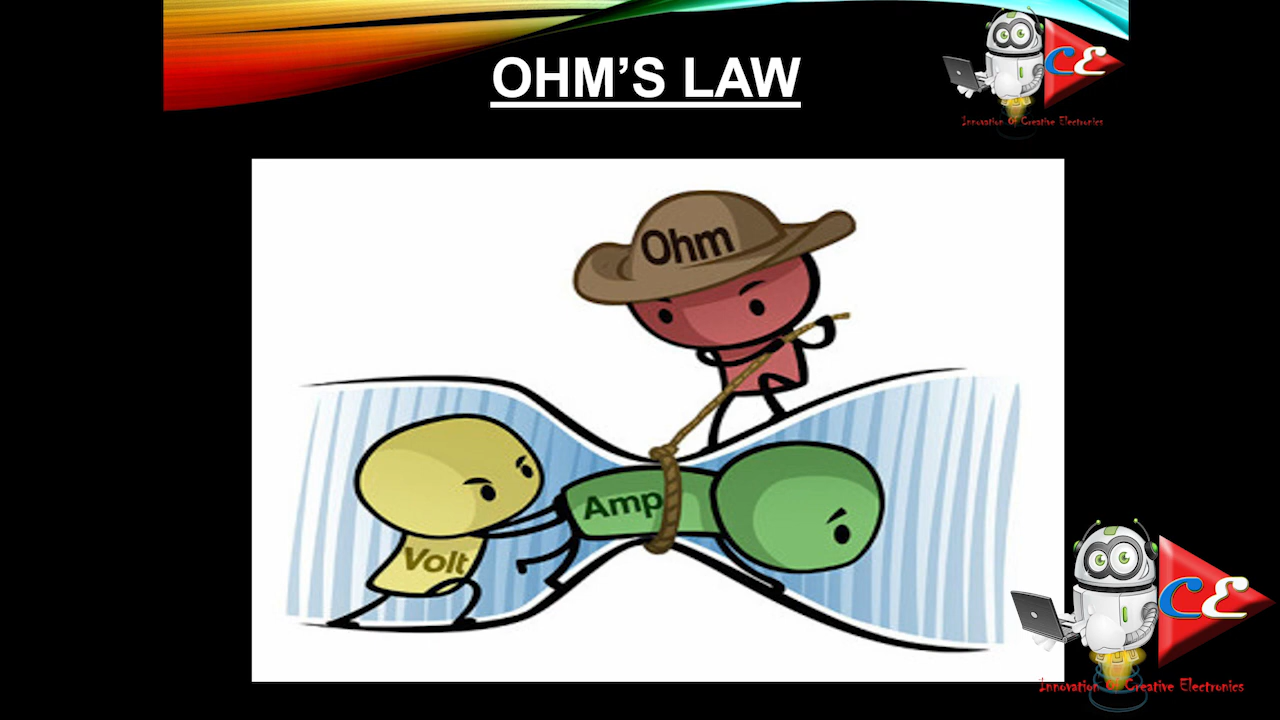 OHM'S LAW
CE
Innovation Of Creative Electronics
Ohm
Amp
Volt
CE
Innovation Of Creative Electronics